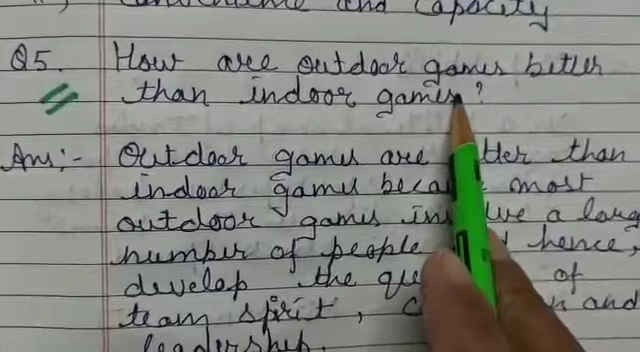 and capacity
Q5. How are outdoor games better
than indoor games?
Ans:- Outdoor games are than
indoor games most
outdoor games a
number of people hence,
develop the of
team spirit, and
leadership.